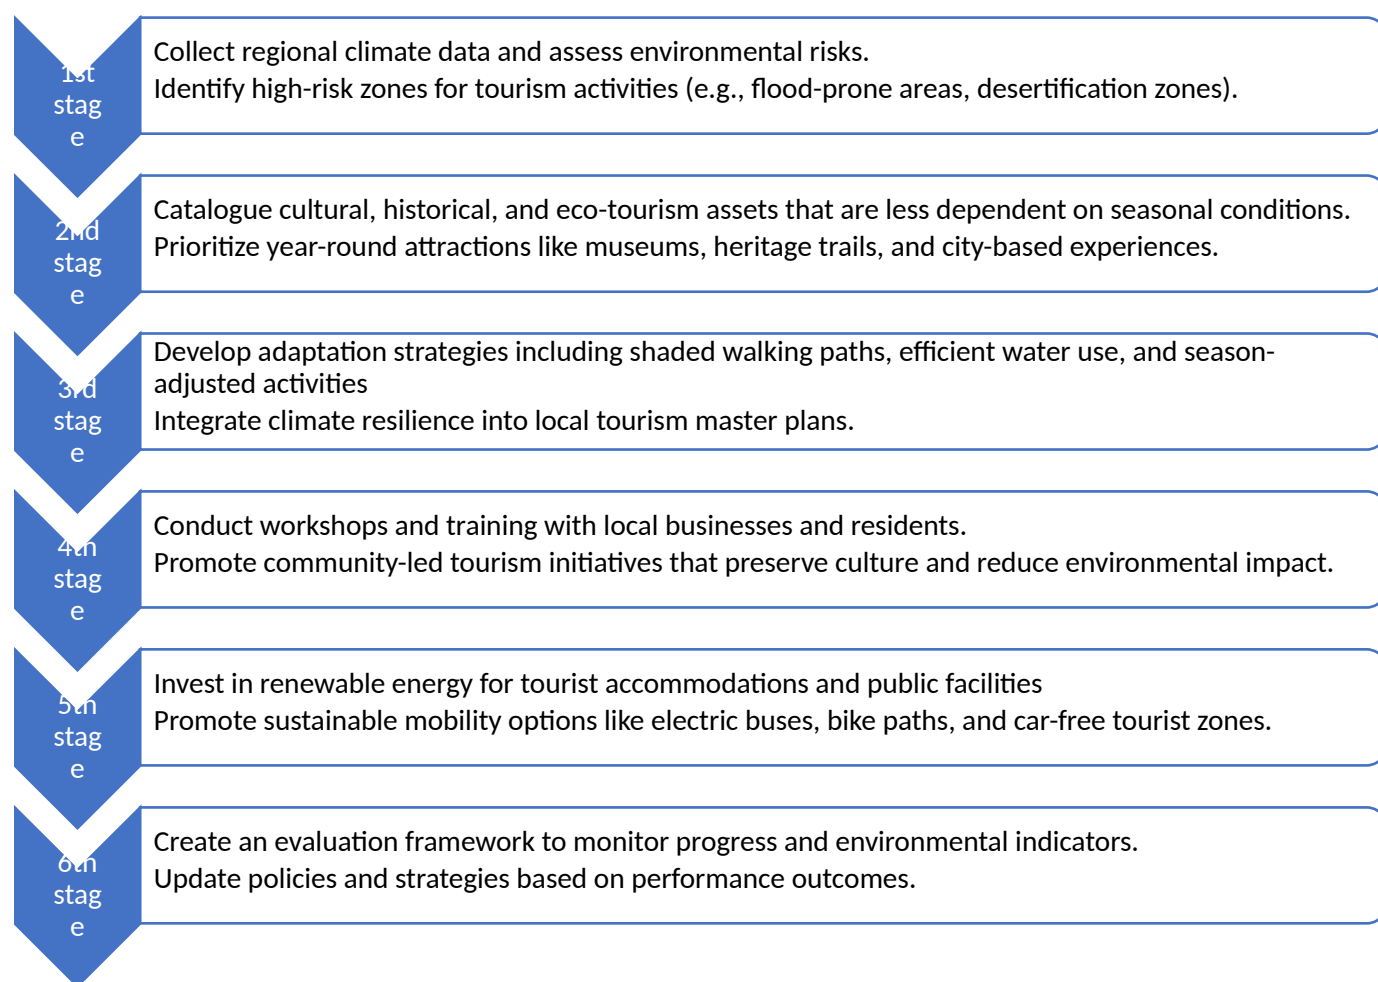 1st
stag
e
Collect regional climate data and assess environmental risks.
Identify high-risk zones for tourism activities (e.g., flood-prone areas, desertification zones).
2nd
stag
e
Catalogue cultural, historical, and eco-tourism assets that are less dependent on seasonal conditions.
Prioritize year-round attractions like museums, heritage trails, and city-based experiences.
3rd
stag
e
Develop adaptation strategies including shaded walking paths, efficient water use, and season-
adjusted activities
Integrate climate resilience into local tourism master plans.
4th
stag
e
Conduct workshops and training with local businesses and residents.
Promote community-led tourism initiatives that preserve culture and reduce environmental impact.
5th
stag
e
Invest in renewable energy for tourist accommodations and public facilities
Promote sustainable mobility options like electric buses, bike paths, and car-free tourist zones.
6th
stag
e
Create an evaluation framework to monitor progress and environmental indicators.
Update policies and strategies based on performance outcomes.